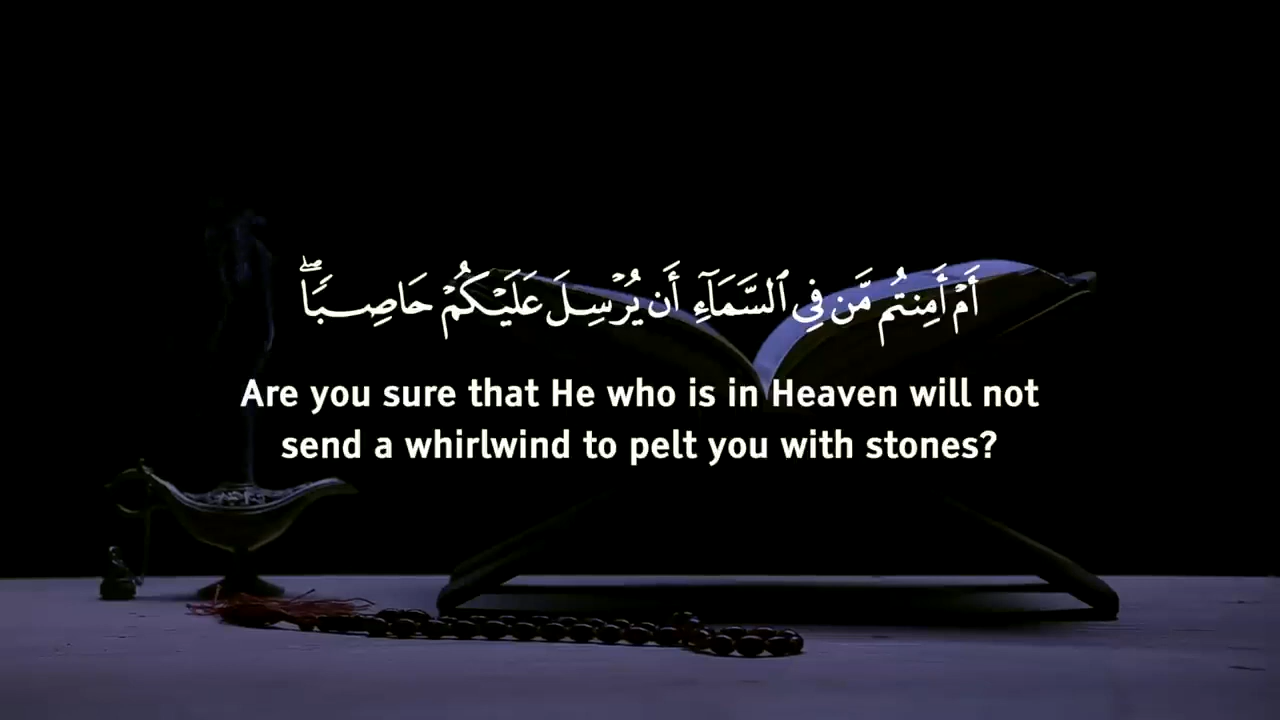 أَمْ أَمِنتُم مَّن فِى ٱلسَّمَآءِ أَن يُرْسِلَ عَلَيْكُمْ حَاصِبًاۖ
Are you sure that He who is in Heaven will not
send a whirlwind to pelt you with stones?